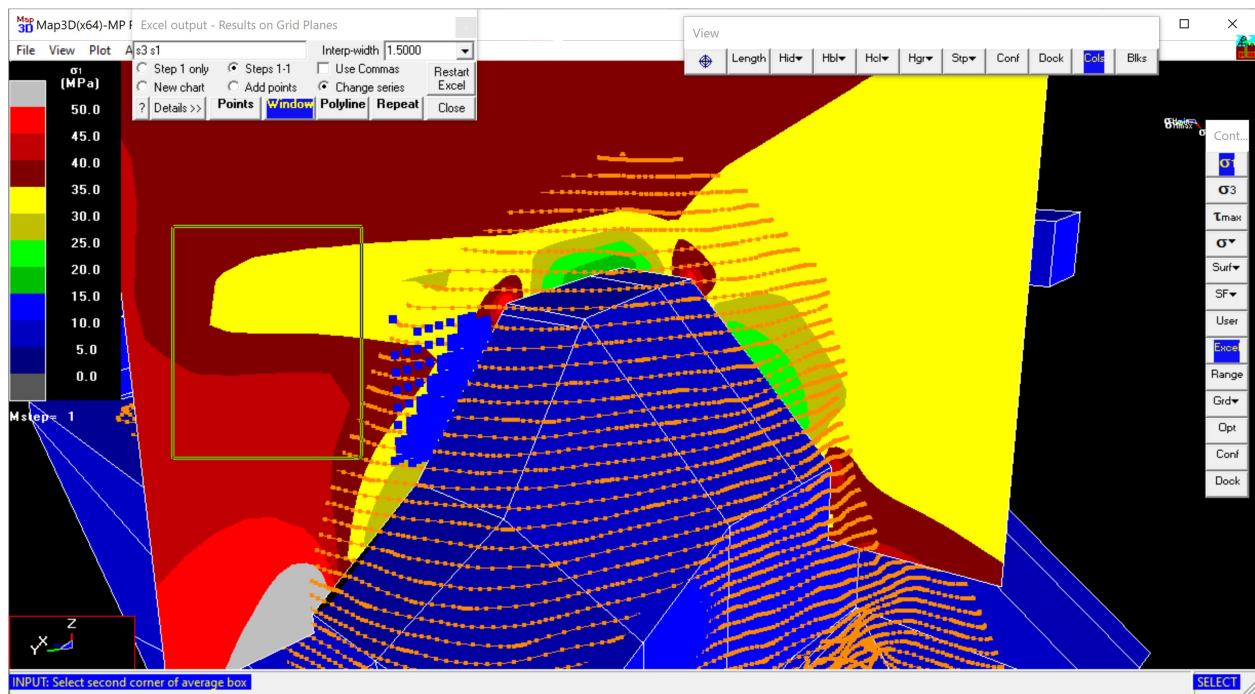 Map3D(x64)-MP F
Excel output - Results on Grid Planes
View
File View Plot A
s3 s1
Interp-width 1.5000
Step 1 only
Steps 1-1
Use Commas
Restart Excel
New chart
Add points
Change series
? Details >> Points Window Polyline Repeat Close
Length Hid▾ Hbl▾ Hol▾ Hgr▾ Stp▾ Conf Dock Cols Blks
σ1
(MPa)
50.0
45.0
40.0
35.0
30.0
25.0
20.0
15.0
10.0
5.0
0.0
Mstep= 1
Cont...
σ1
σ3
τmax
σ▾
Surf▾
SF▾
User
Excel
Range
Grd▾
Opt
Conf
Dock
Z
X
Y
INPUT: Select second corner of average box
SELECT